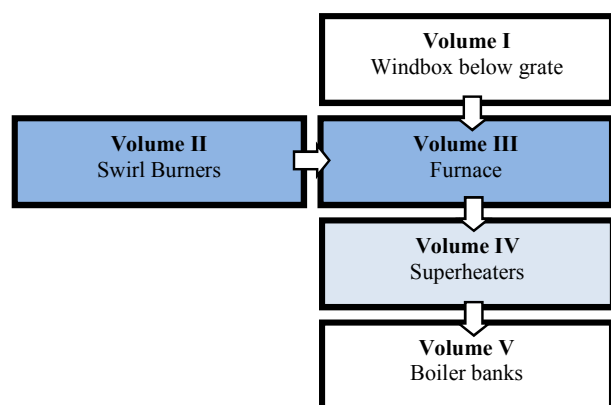 Volume I
Windbox below grate
Volume II
Swirl Burners
Volume III
Furnace
Volume IV
Superheaters
Volume V
Boiler banks